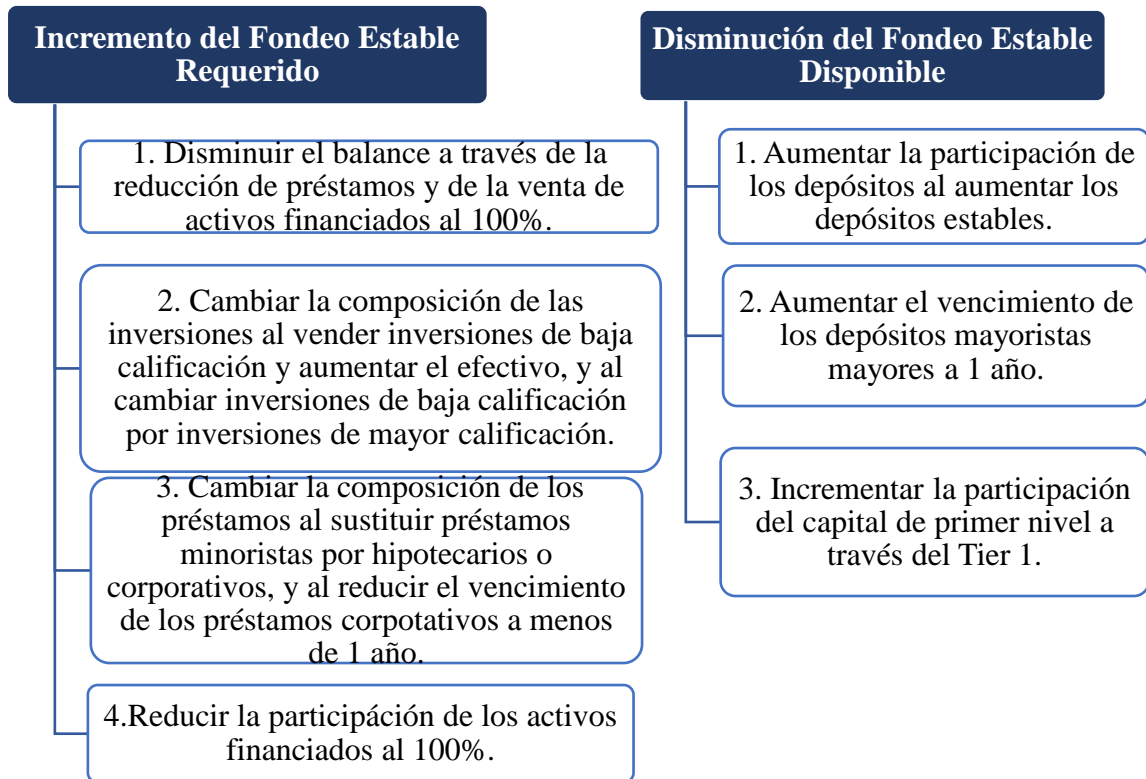 Incremento del Fondeo Estable
Requerido
1. Disminuir el balance a través de la
reducción de préstamos y de la venta de
activos financiados al 100%.
2. Cambiar la composición de las
inversiones al vender inversiones de baja
calificación y aumentar el efectivo, y al
cambiar inversiones de baja calificación
por inversiones de mayor calificación.
3. Cambiar la composición de los
préstamos al sustituir préstamos
minoristas por hipotecarios o
corporativos, y al reducir el vencimiento
de los préstamos corpotativos a menos
de 1 año.
4.Reducir la participáción de los activos
financiados al 100%.
Disminución del Fondeo Estable
Disponible
1. Aumentar la participación de
los depósitos al aumentar los
depósitos estables.
2. Aumentar el vencimiento de
los depósitos mayoristas
mayores a 1 año.
3. Incrementar la participación
del capital de primer nivel a
través del Tier 1.